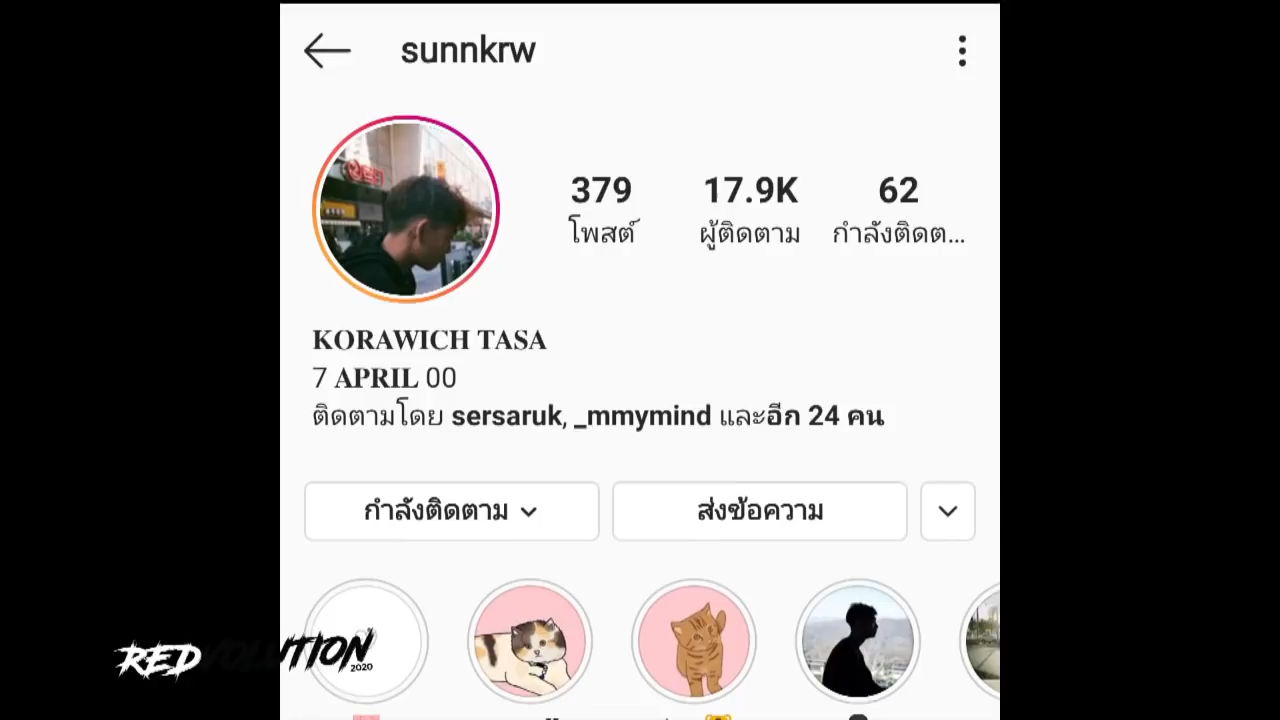 sunnkrw
379
17.9K
62
โพสต์
ผู้ติดตาม
กำลังติดต...
KORAWICH TASA
7 APRIL 00
ติดตามโดย sersaruk, _mmymind และอีก 24 คน
กำลังติดตาม
ส่งข้อความ
REDVOLUTION
2020